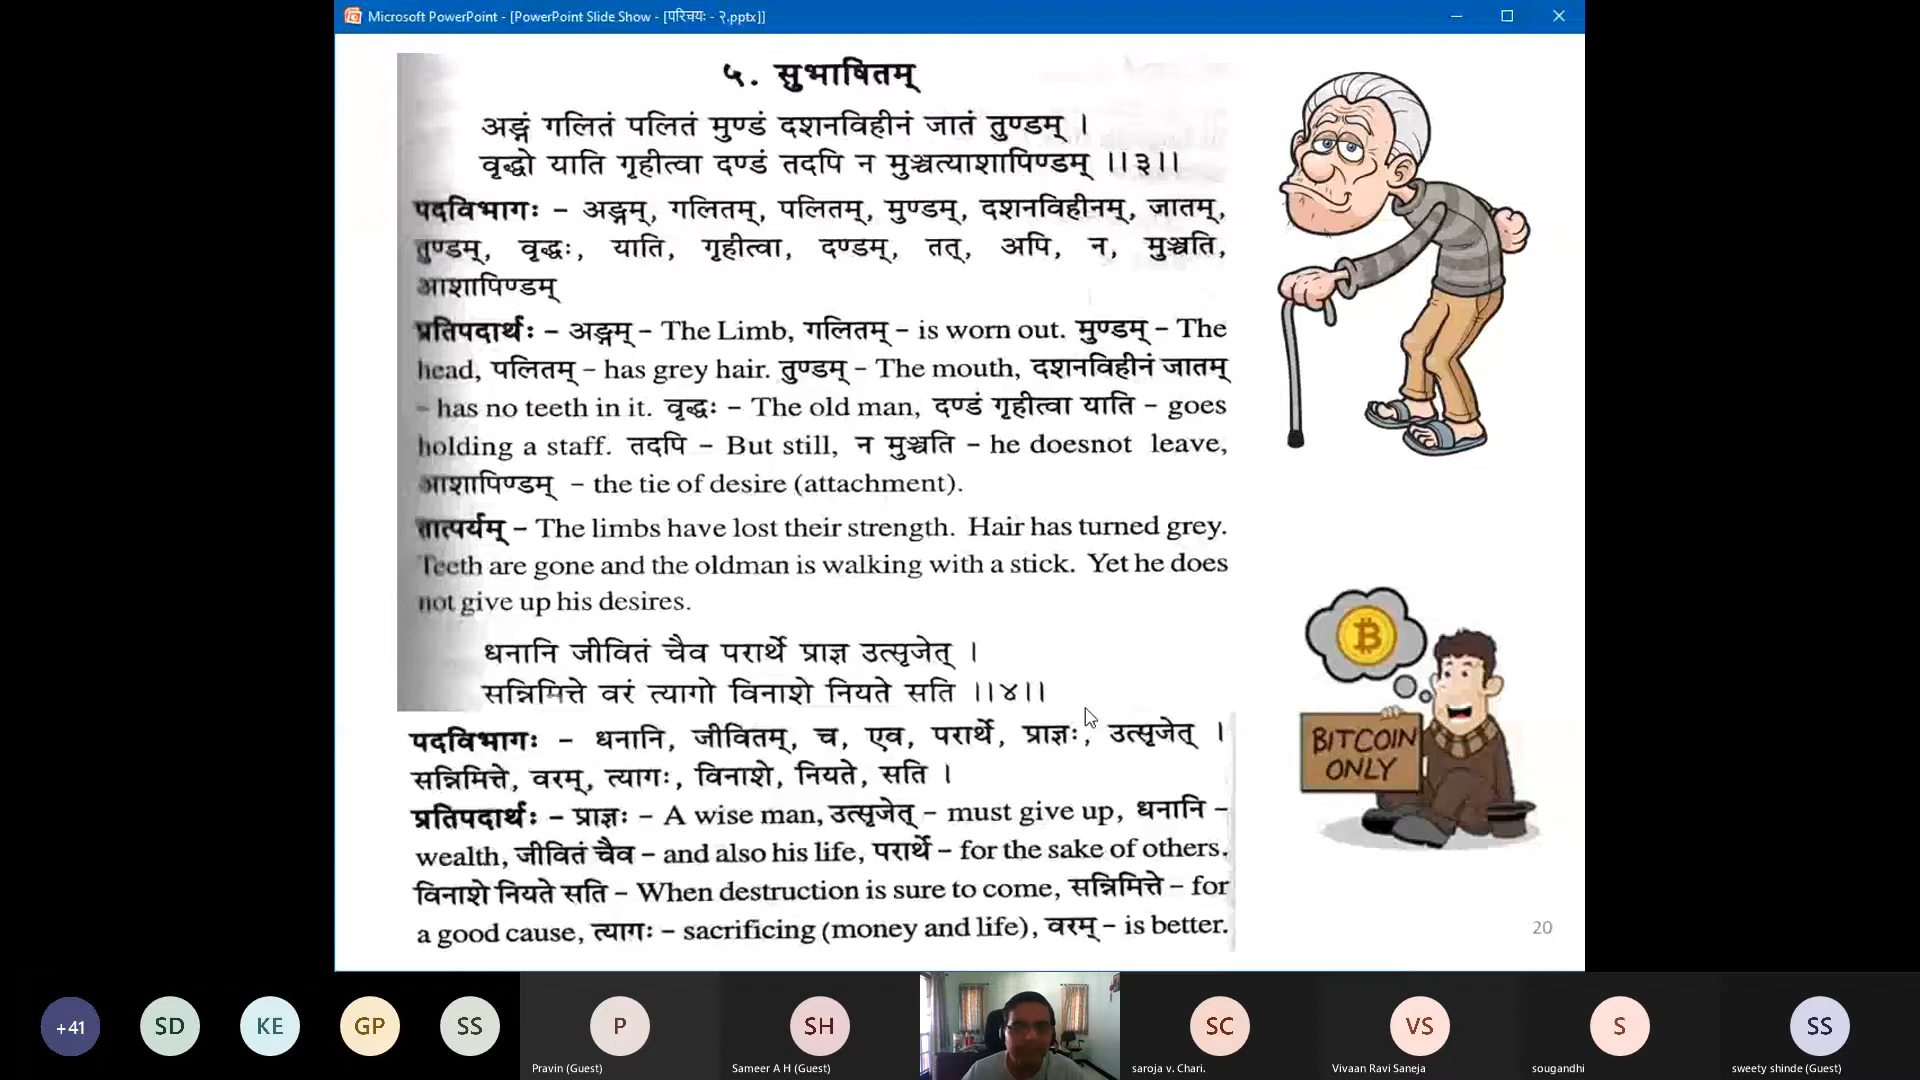 Microsoft PowerPoint - [PowerPoint Slide Show - [परिचयः - २.pptx]]
५. सुभाषितम्
अङ्गं गलितं पलितं मुण्डं दशनविहीनं जातं तुण्डम् ।
वृद्धो याति गृहीत्वा दण्डं तदपि न मुञ्चत्याशापिण्डम् ।।३।।
पदविभागः – अङ्गम्, गलितम्, पलितम्, मुण्डम्, दशनविहीनम्, जातम्,
तुण्डम्, वृद्धः, याति, गृहीत्वा, दण्डम्, तत्, अपि, न, मुञ्चति,
आशापिण्डम्
प्रतिपदार्थः – अङ्गम् – The Limb, गलितम् – is worn out. मुण्डम् – The
head, पलितम् – has grey hair. तुण्डम् – The mouth, दशनविहीनं जातम्
– has no teeth in it. वृद्धः – The old man, दण्डं गृहीत्वा याति – goes
holding a staff. तदपि – But still, न मुञ्चति – he doesnot leave,
आशापिण्डम् – the tie of desire (attachment).
तात्पर्यम् – The limbs have lost their strength. Hair has turned grey.
Teeth are gone and the oldman is walking with a stick. Yet he does
not give up his desires.
धनानि जीवितं चैव परार्थे प्राज्ञ उत्सृजेत् ।
सन्निमित्ते वरं त्यागो विनाशे नियते सति ।।४।।
पदविभागः – धनानि, जीवितम्, च, एव, परार्थे, प्राज्ञः, उत्सृजेत् ।
सन्निमित्ते, वरम्, त्यागः, विनाशे, नियते, सति ।
प्रतिपदार्थः – प्राज्ञः – A wise man, उत्सृजेत् – must give up, धनानि –
wealth, जीवितं चैव – and also his life, परार्थे – for the sake of others.
विनाशे नियते सति – When destruction is sure to come, सन्निमित्ते – for
a good cause, त्यागः – sacrificing (money and life), वरम् – is better.
BITCOIN
ONLY
20
+41
SD
KE
GP
SS
P
SH
SC
VS
S
SS
Pravin (Guest)
Sameer A H (Guest)
saroja v. Chari.
Vivaan Ravi Saneja
sougandhi
sweety shinde (Guest)